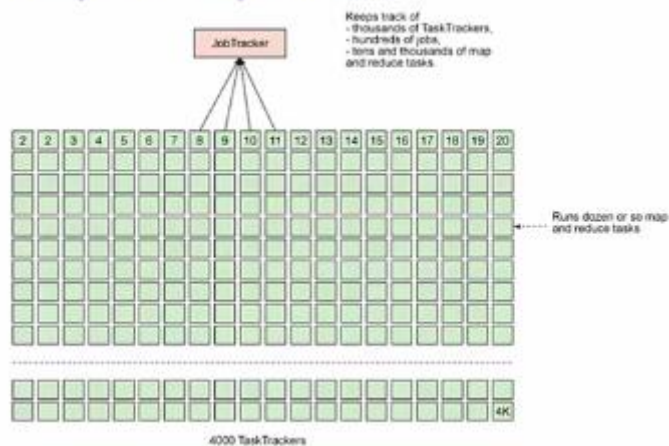 JobTracker
Keeps track of
- thousands of TaskTrackers,
- hundreds of jobs,
- tens and thousands of map
and reduce tasks.
2 2 3 4 5 6 7 8 9 10 11 12 13 14 15 16 17 18 19 20
Runs dozen or so map
and reduce tasks
4K
4000 TaskTrackers